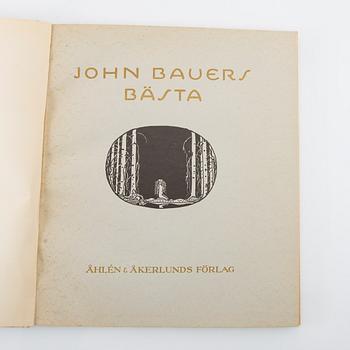 JOHN BAUERS
BÄSTA
ÅHLÉN & ÅKERLUNDS FÖRLAG